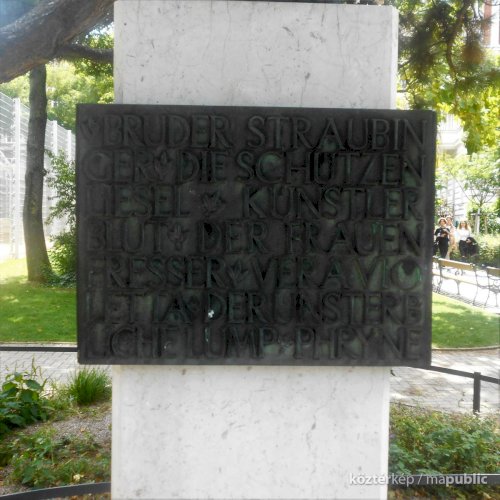 BRUDER STRAUBIN
GER DIE SCHÜTZEN
LIESEL KÜNSTLER
BLUT DER FRAUEN
FRESSER VERA VIO
LETTA DER UNSTERB
LICHE LUMP PHRYNE
köztérkép / mapublic